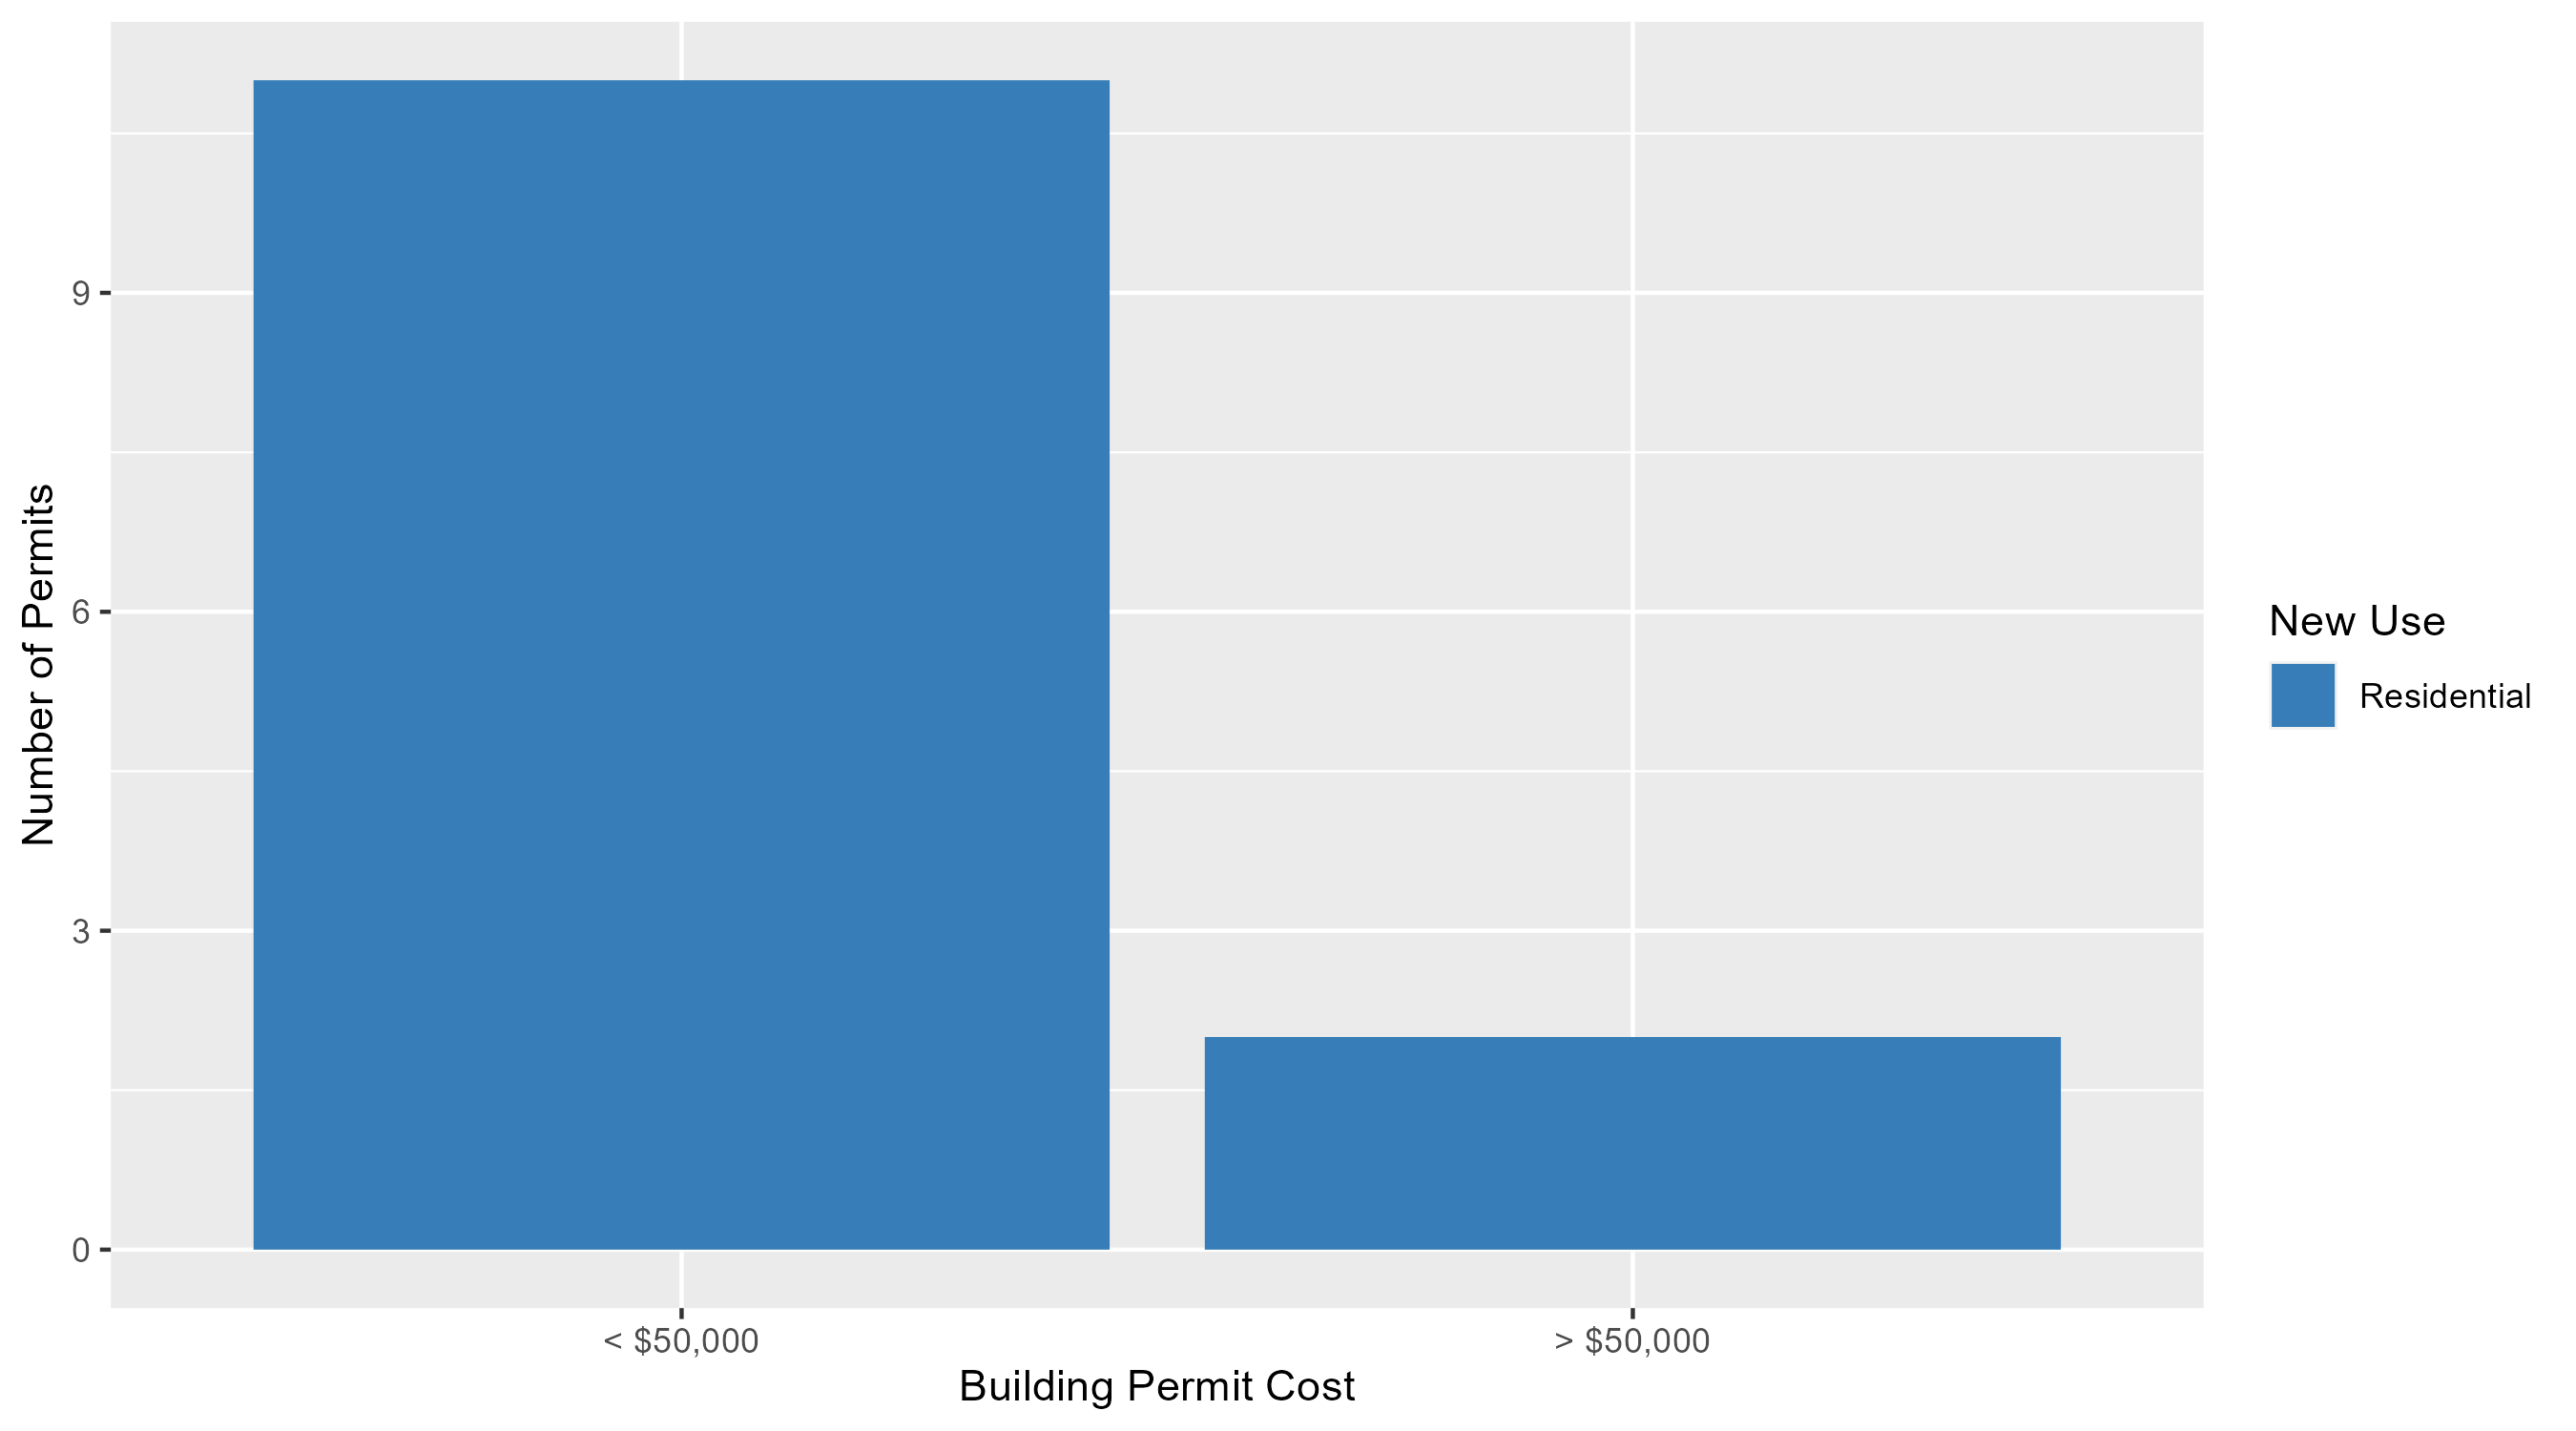 Number of Permits
9
6
3
0
< $50,000
> $50,000
Building Permit Cost
New Use
Residential